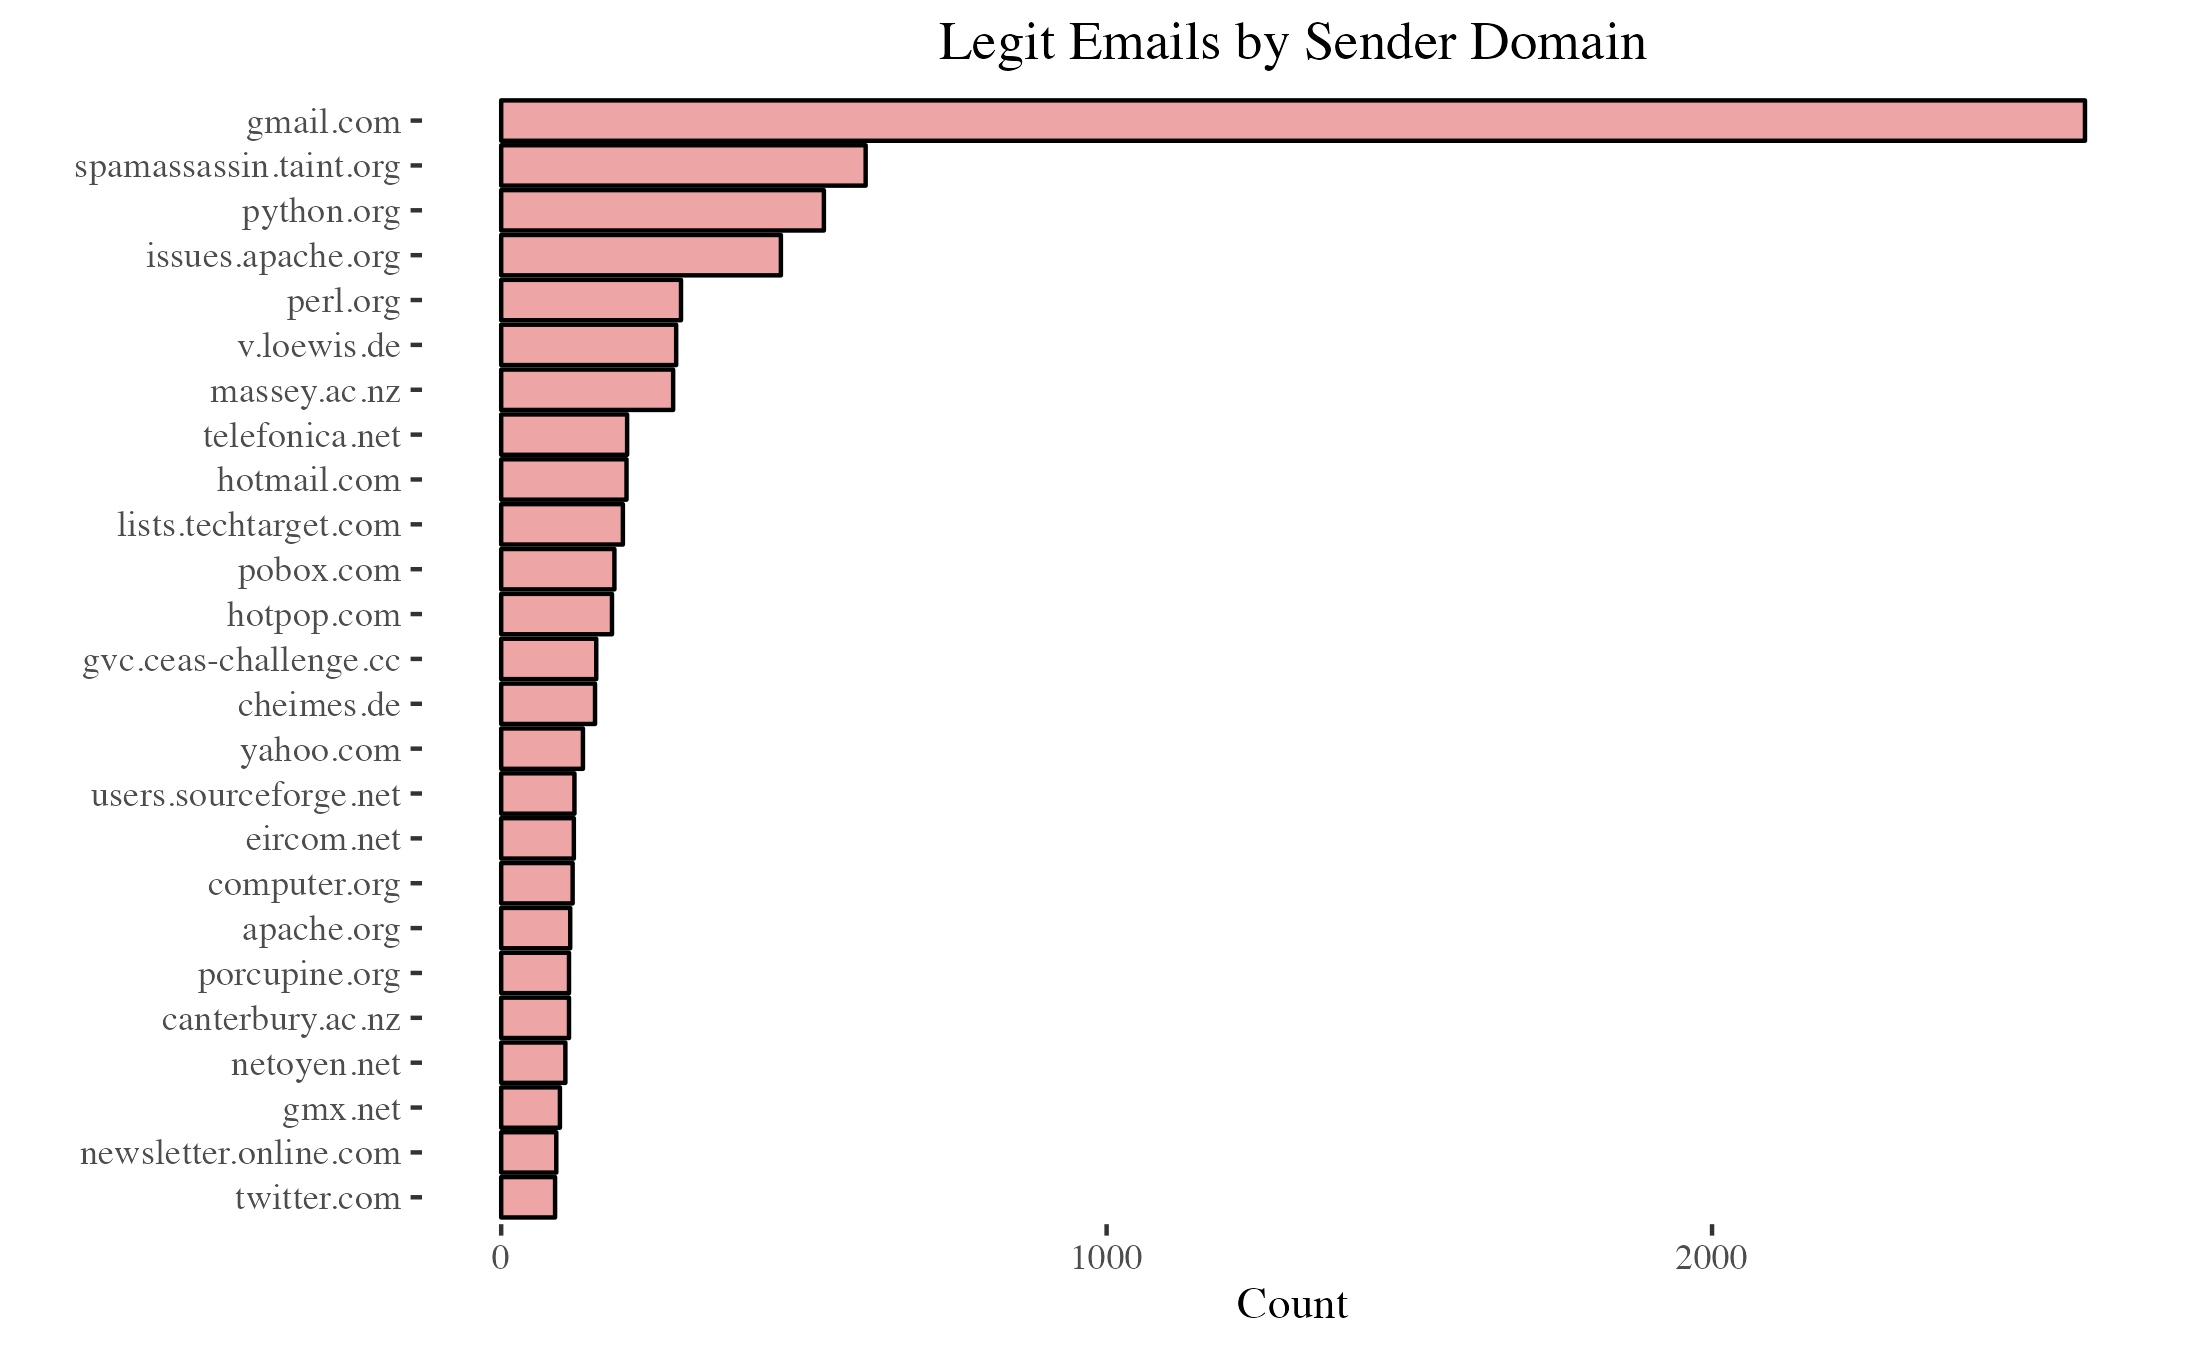 Legit Emails by Sender Domain
gmail.com
spamassassin.taint.org
python.org
issues.apache.org
perl.org
v.loewis.de
massey.ac.nz
telefonica.net
hotmail.com
lists.techtarget.com
pobox.com
hotpop.com
gvc.ceas-challenge.cc
cheimes.de
yahoo.com
users.sourceforge.net
eircom.net
computer.org
apache.org
porcupine.org
canterbury.ac.nz
netoyen.net
gmx.net
newsletter.online.com
twitter.com
0 1000 2000
Count